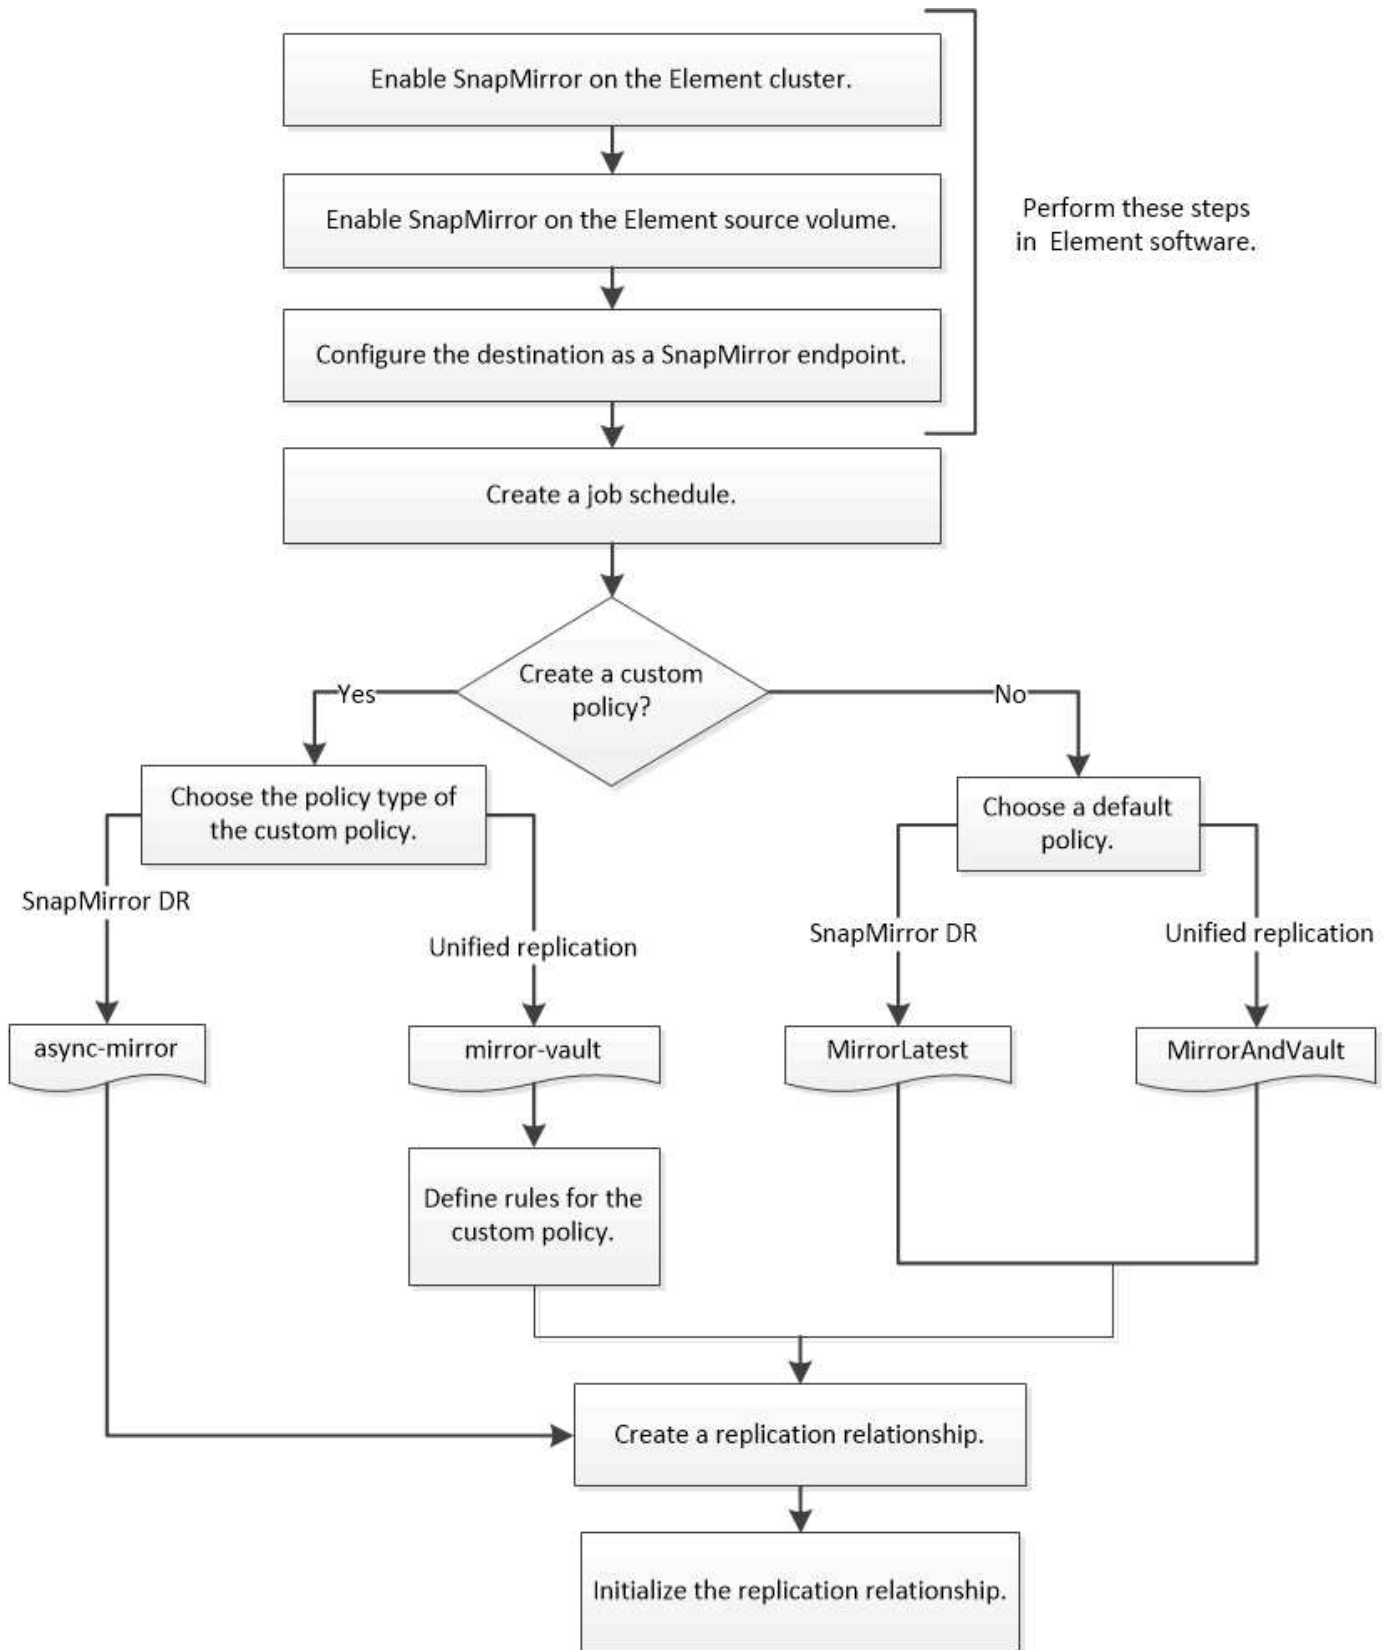 Enable SnapMirror on the Element cluster.
Enable SnapMirror on the Element source volume.
Perform these steps
in Element software.
Configure the destination as a SnapMirror endpoint.
Create a job schedule.
Create a custom
policy?
Yes
No
Choose the policy type of
the custom policy.
Choose a default
policy.
SnapMirror DR
Unified replication
SnapMirror DR
Unified replication
async-mirror
mirror-vault
MirrorLatest
MirrorAndVault
Define rules for the
custom policy.
Create a replication relationship.
Initialize the replication relationship.